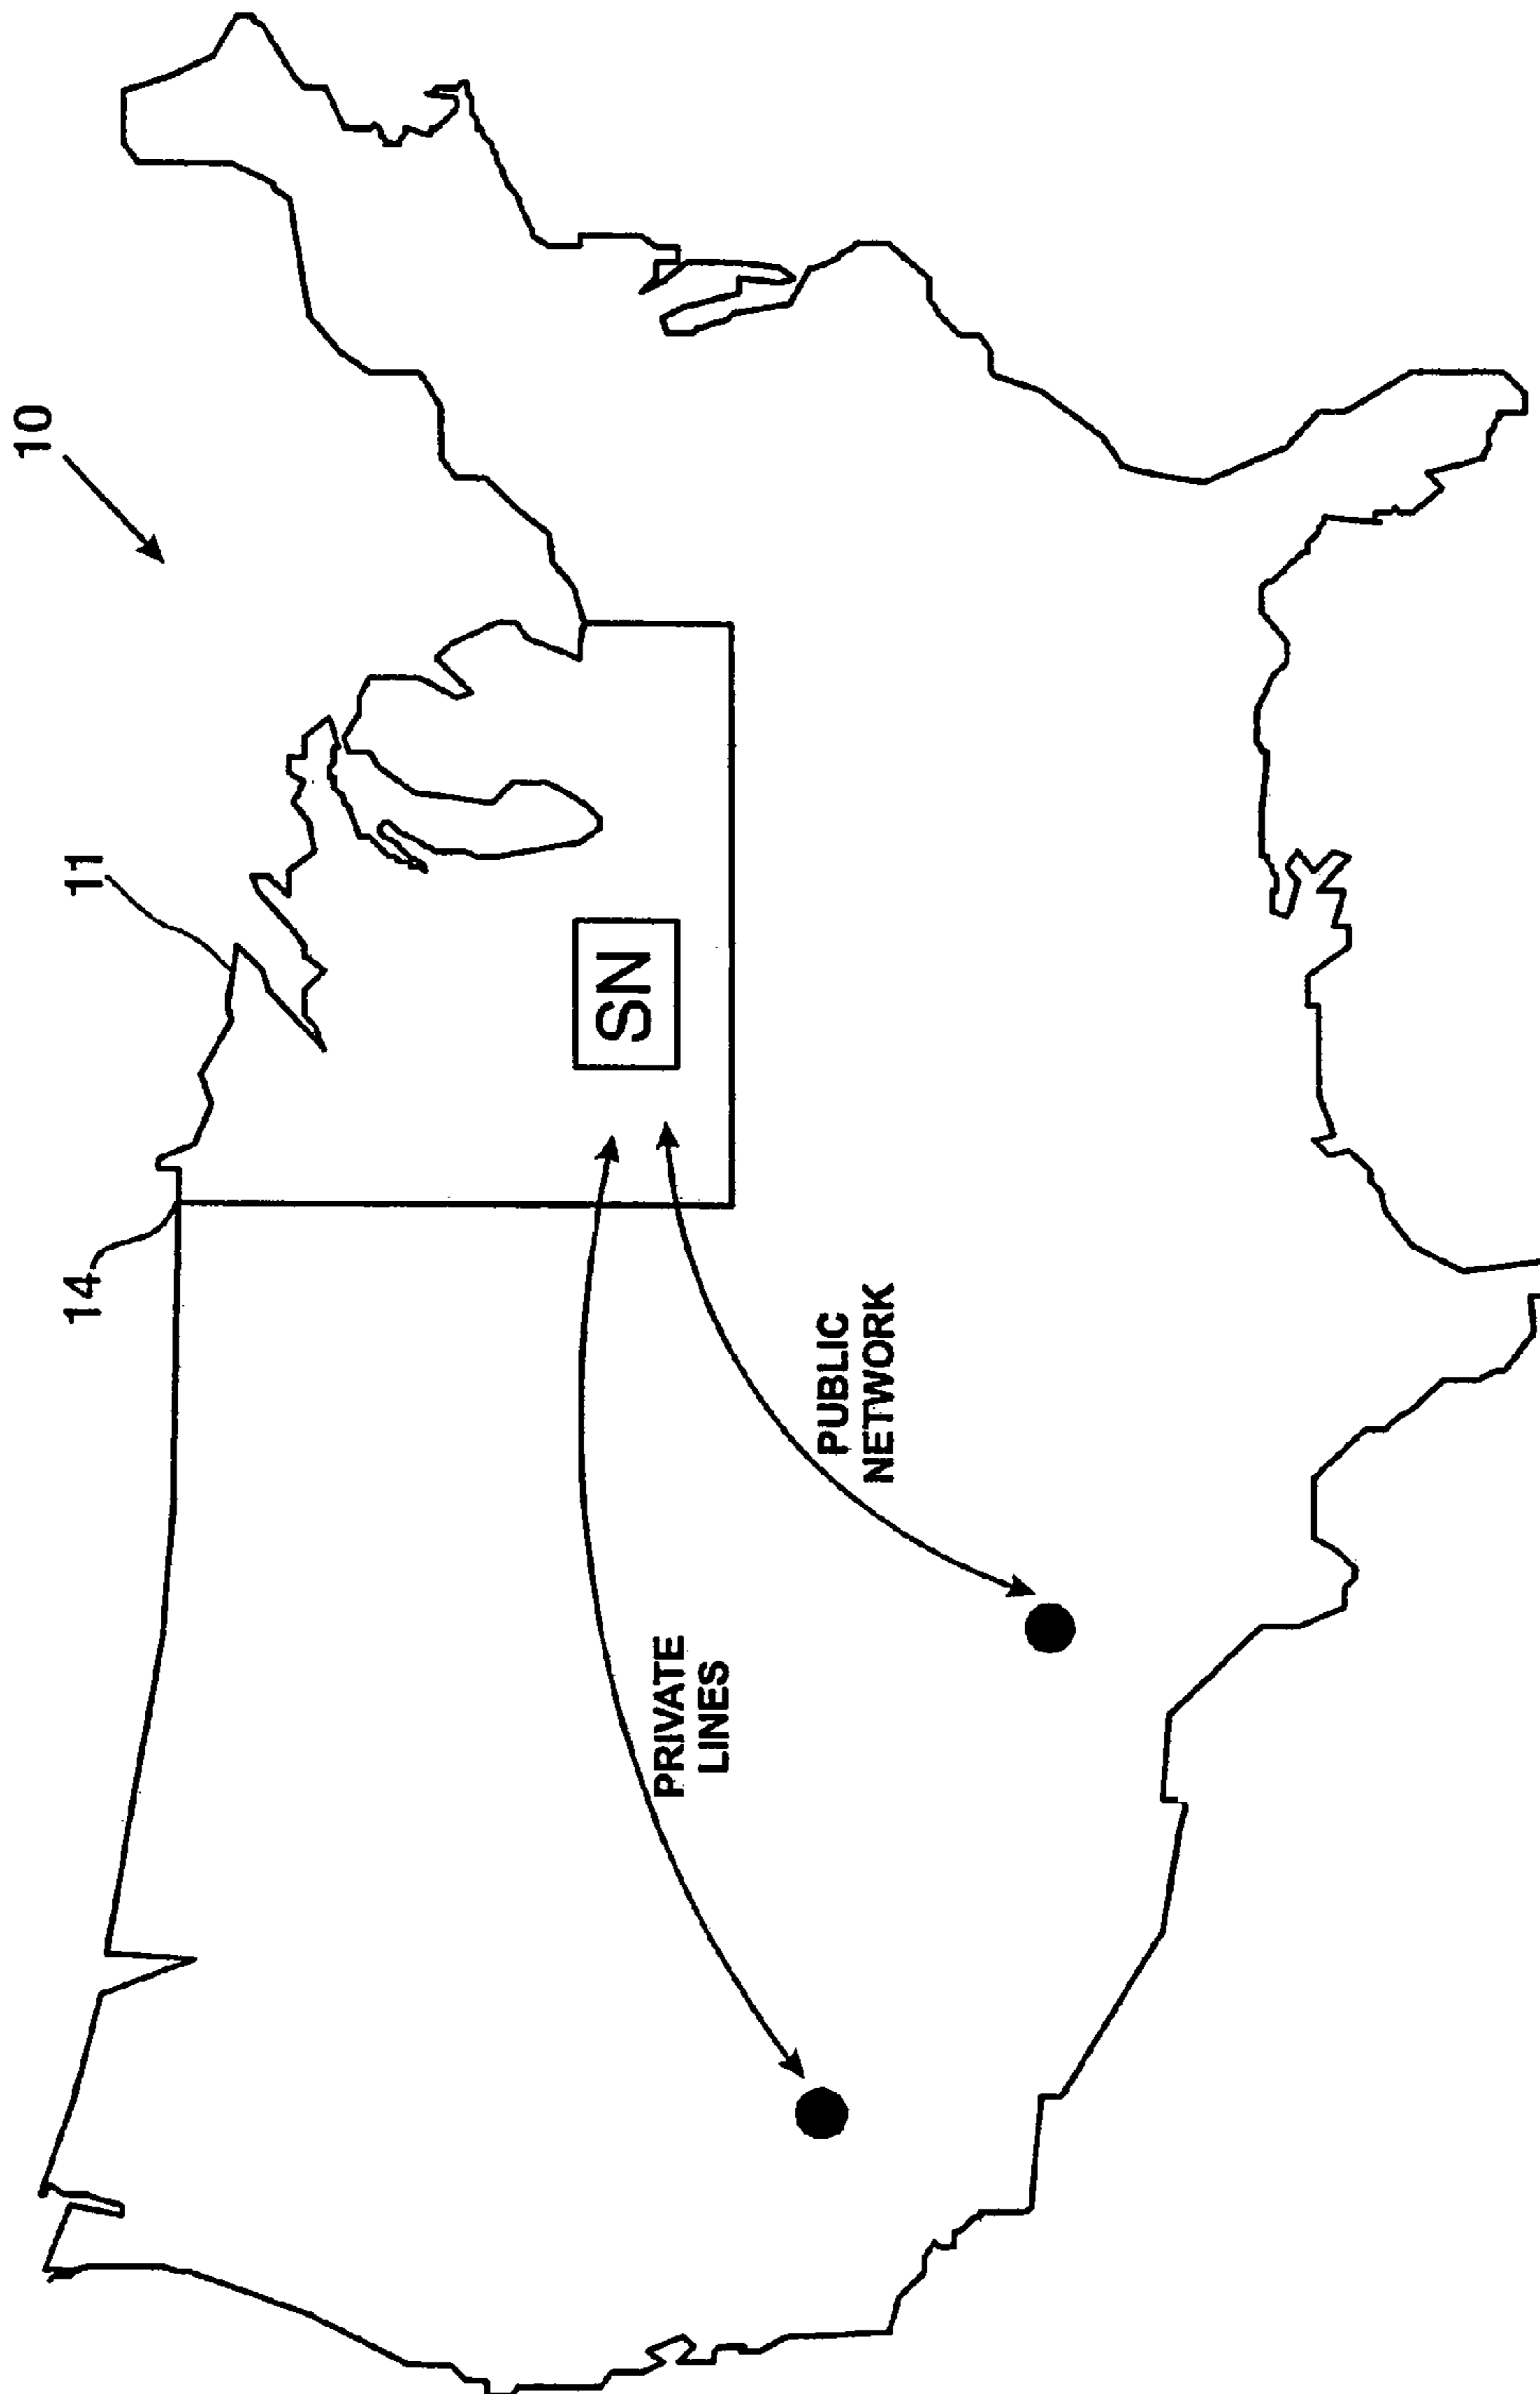 10
11
14
SN
PUBLIC
NETWORK
PRIVATE
LINES